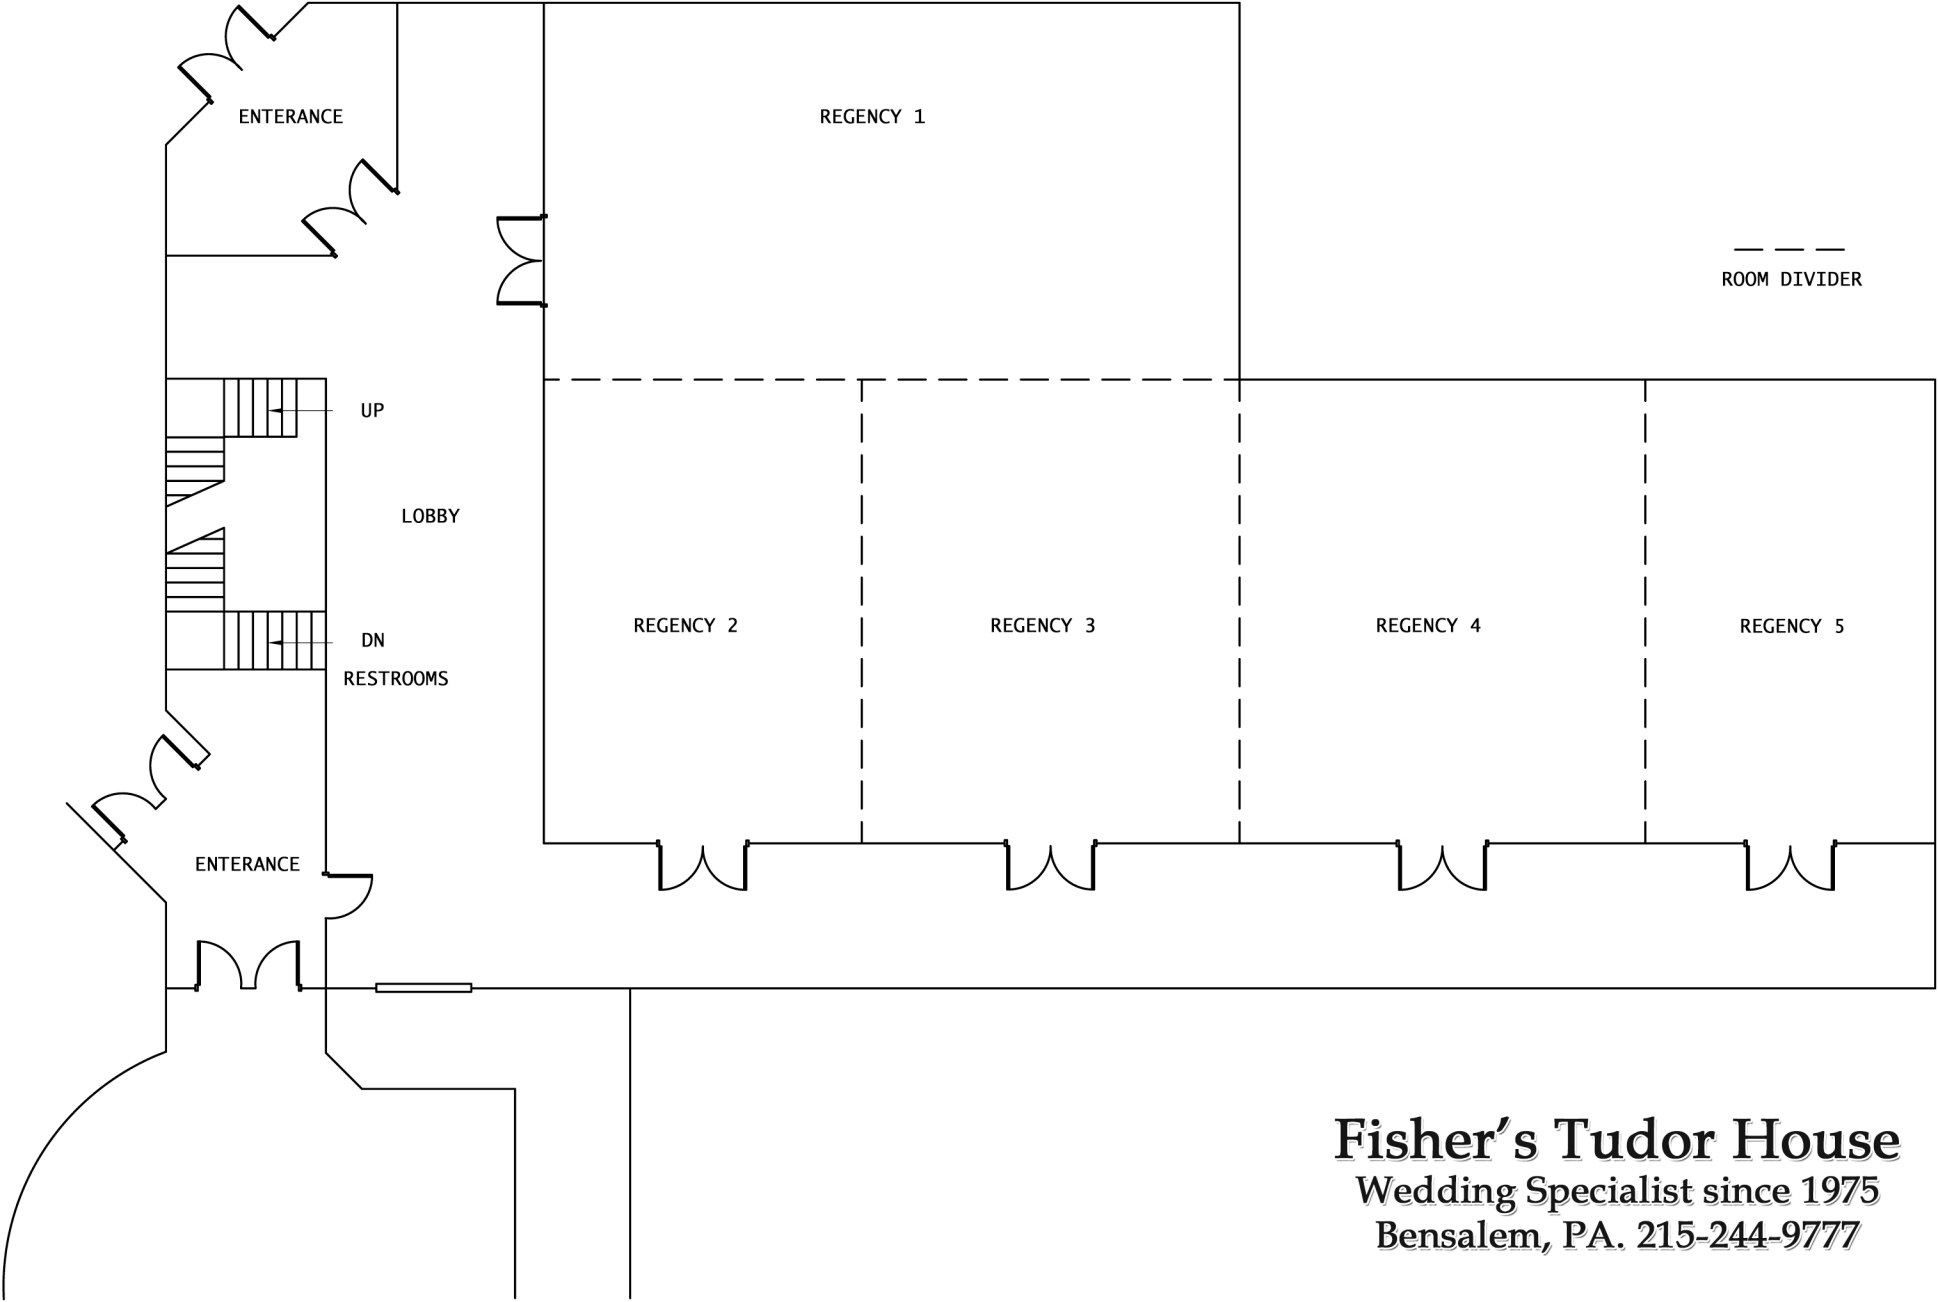 ENTERANCE
REGENCY 1
ROOM DIVIDER
UP
LOBBY
REGENCY 2
REGENCY 3
REGENCY 4
REGENCY 5
DN
RESTROOMS
ENTERANCE
Fisher's Tudor House
Wedding Specialist since 1975
Bensalem, PA. 215-244-9777